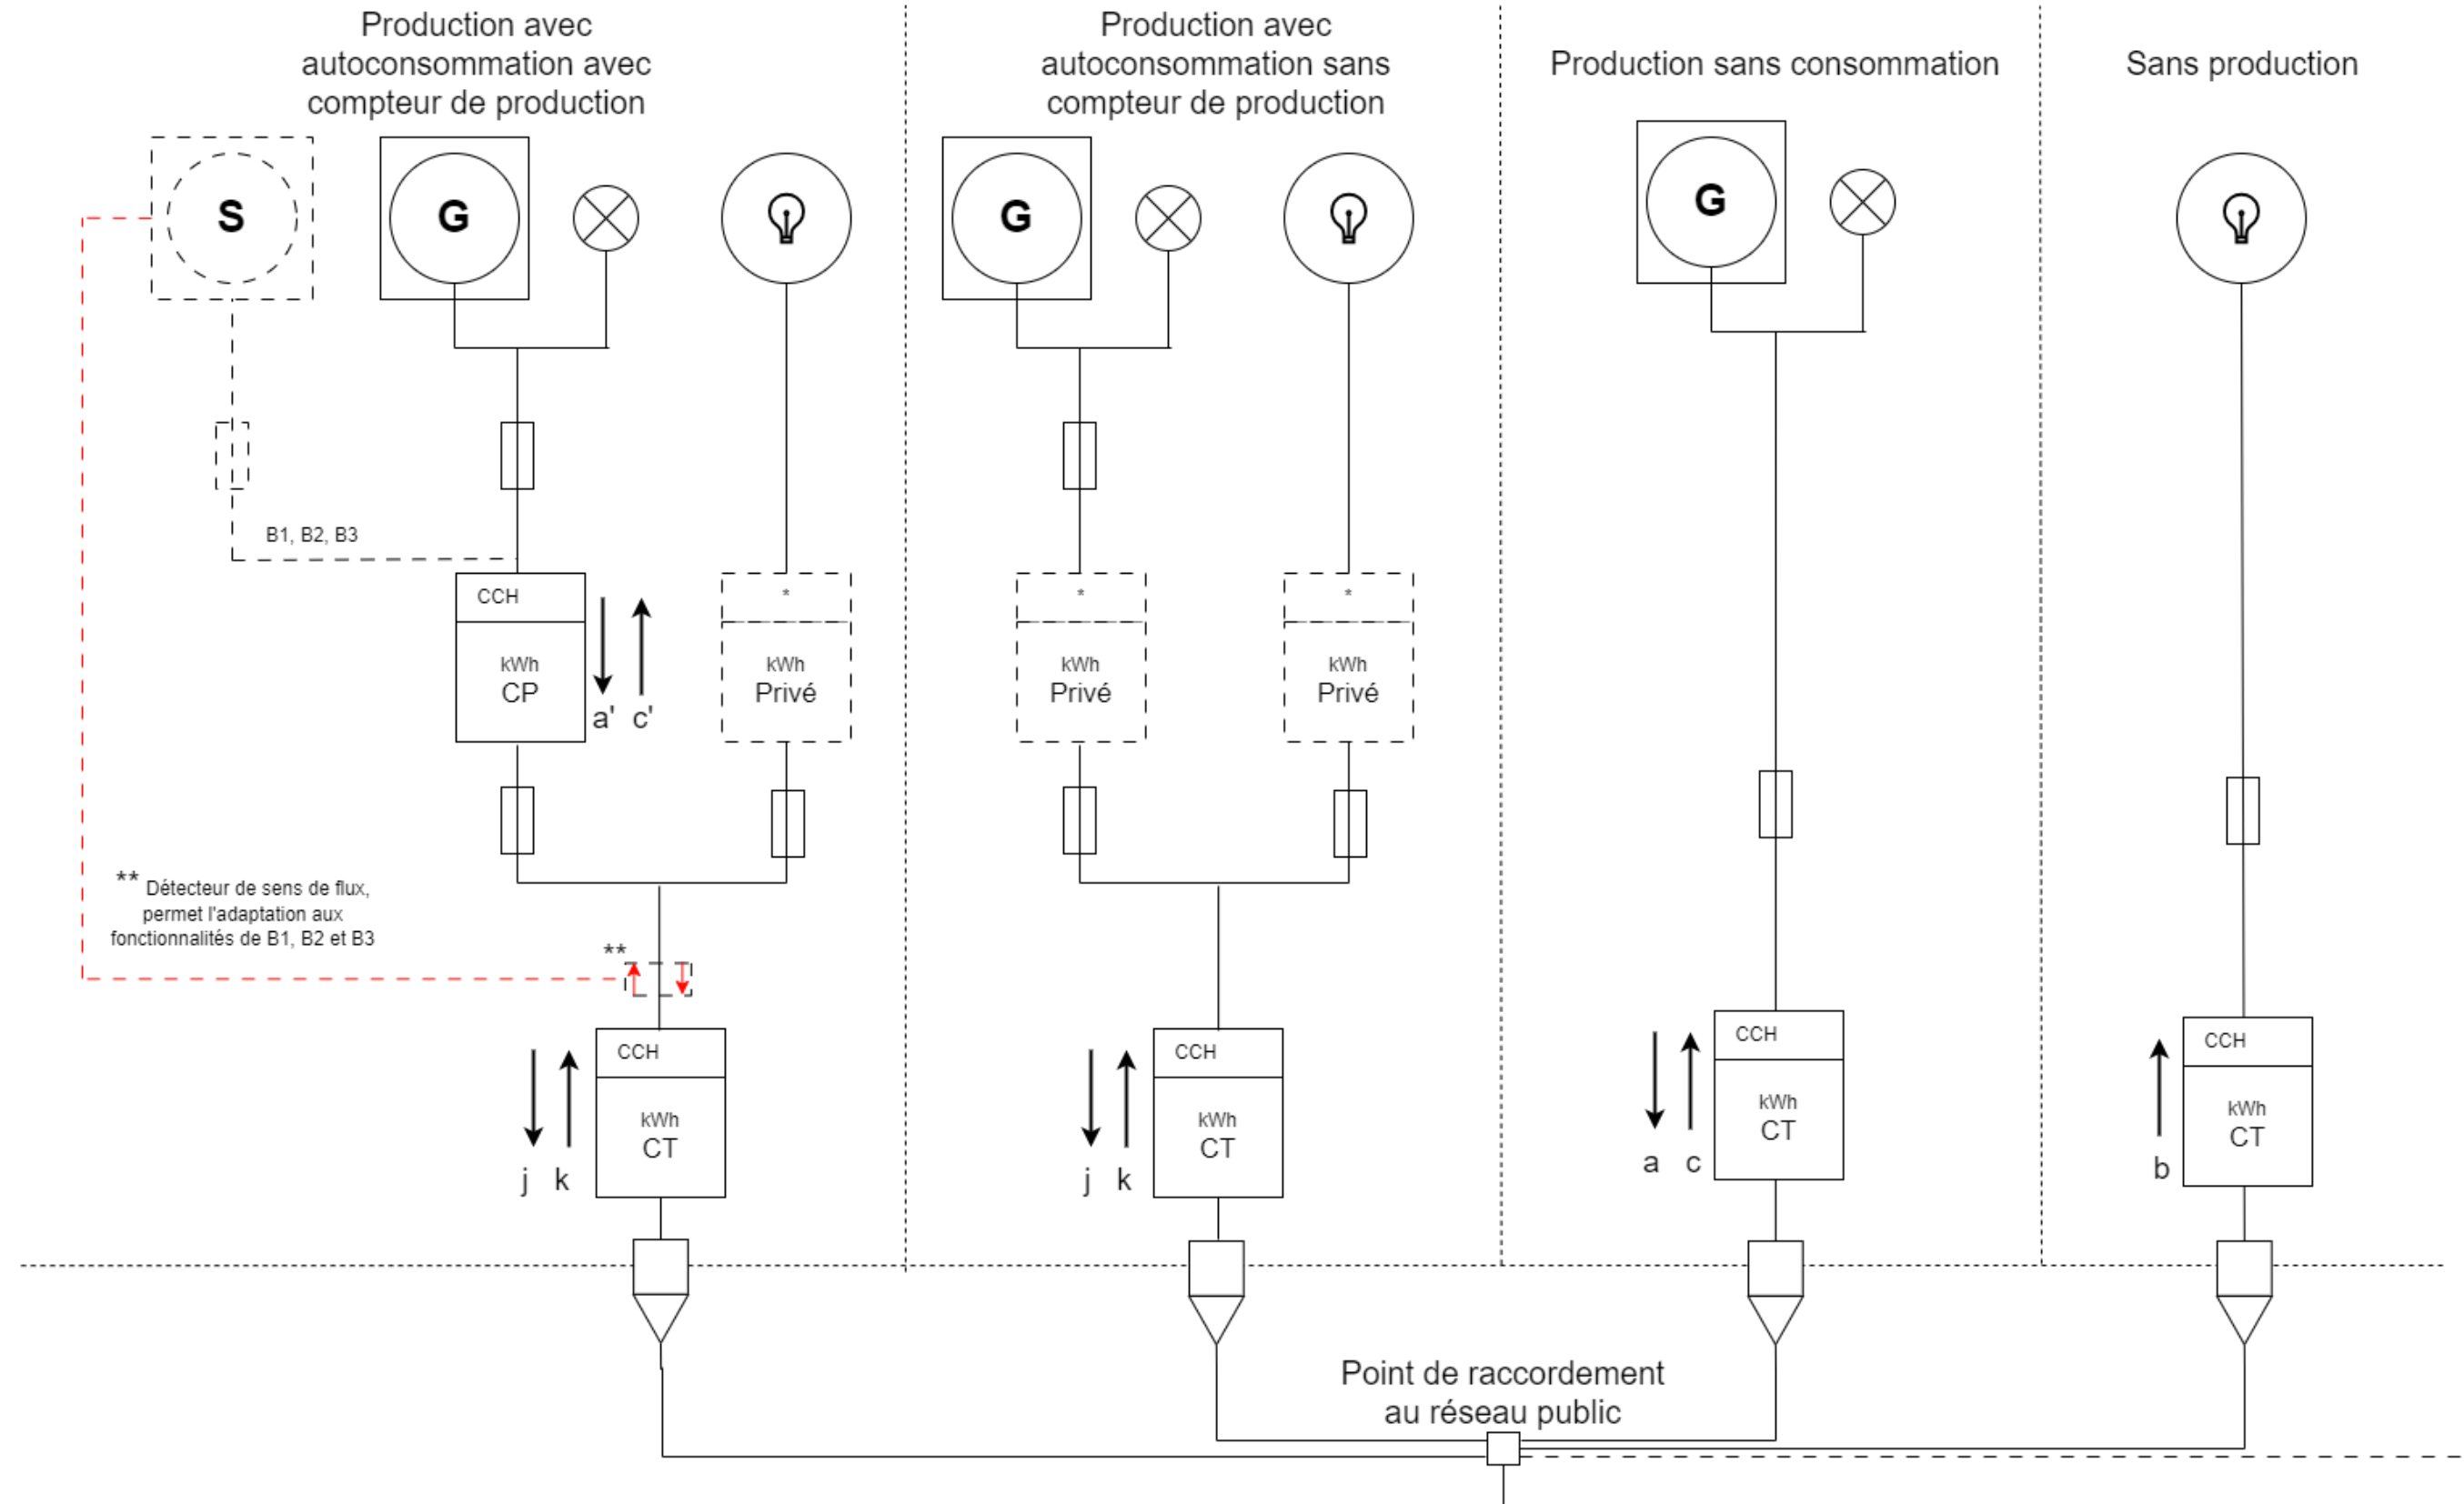 Production avec
autoconsommation avec
compteur de production
Production avec
autoconsommation sans
compteur de production
Production sans consommation
Sans production
S
G
G
G
B1, B2, B3
CCH
kWh
CP
a' c'
*
kWh
Privé
*
kWh
Privé
*
kWh
Privé
** Détecteur de sens de flux,
permet l'adaptation aux
fonctionnalités de B1, B2 et B3
**
CCH
kWh
CT
j k
CCH
kWh
CT
j k
CCH
kWh
CT
a c
CCH
kWh
CT
b
Point de raccordement
au réseau public